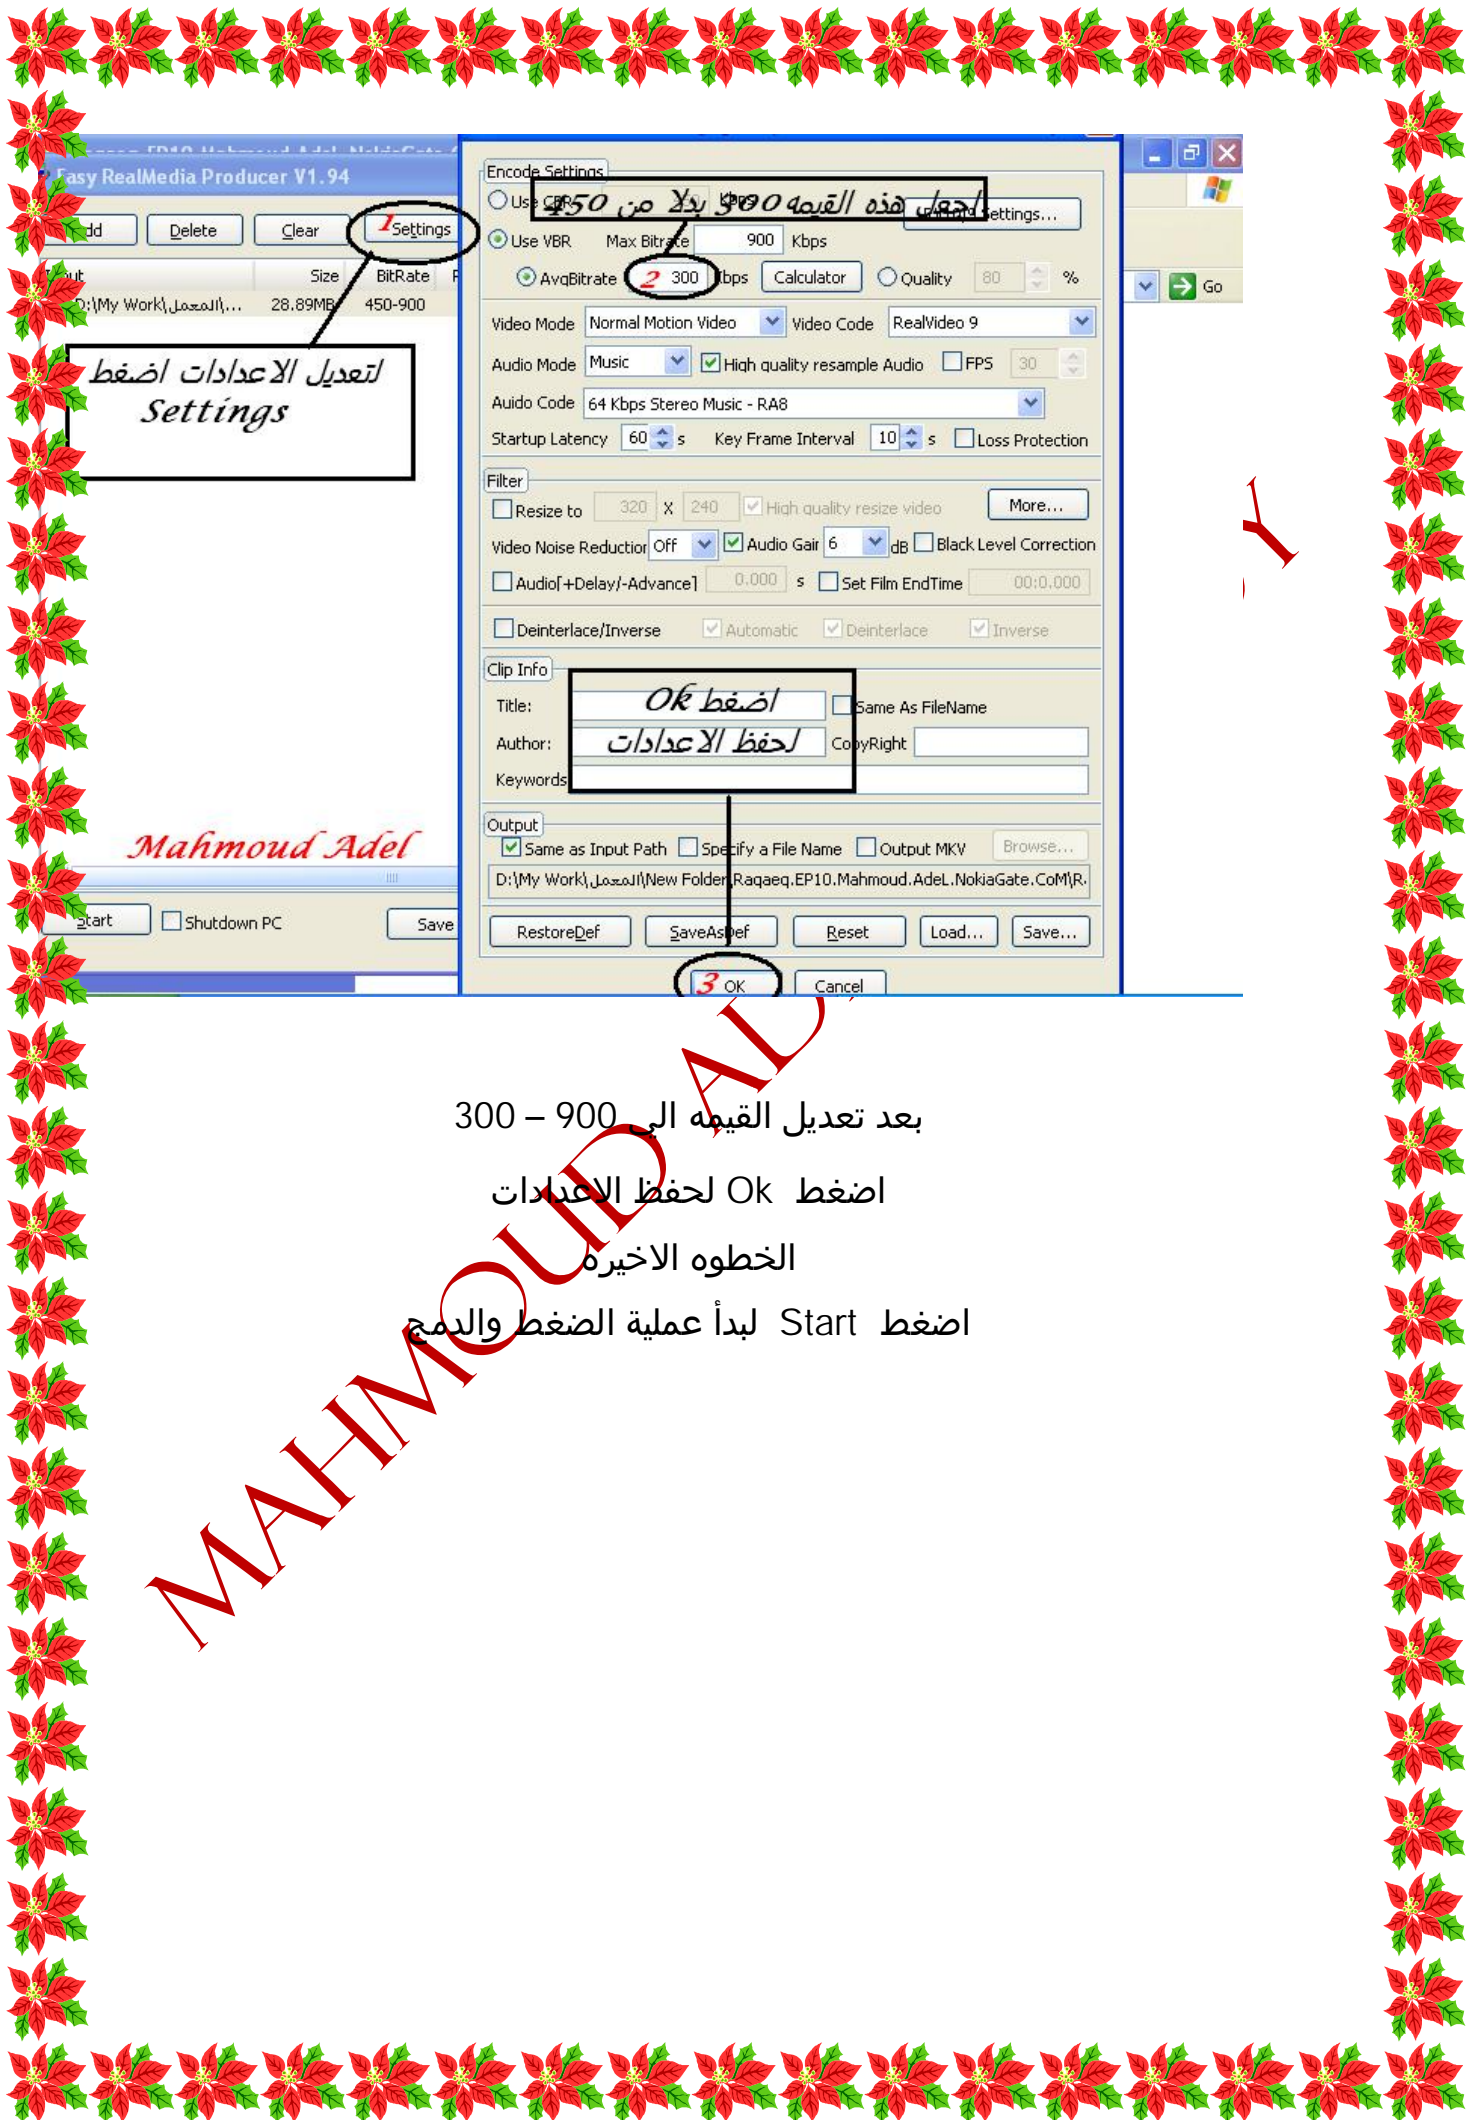 Easy RealMedia Producer V1.94
Delete Clear 1 Settings
Size BitRate
D:\My Work\المعمل\... 28.89MB 450-900
لتعديل الاعدادات اضغط
Settings
Mahmoud Adel
Start Shutdown PC Save
Encode Settings
اجعل هذه القيمه 300 بدلا من 450
Settings...
Use VBR Max Bitrate 900 Kbps
AvgBitrate 2 300 Kbps Calculator Quality 80 %
Go
Video Mode Normal Motion Video Video Code RealVideo 9
Audio Mode Music High quality resample Audio FPS 30
Auido Code 64 Kbps Stereo Music - RA8
Startup Latency 60 s Key Frame Interval 10 s Loss Protection
Filter
Resize to 320 X 240 High quality resize video More...
Video Noise Reduction Off Audio Gain 6 dB Black Level Correction
Audio[+Delay/-Advance] 0.000 s Set Film EndTime 00:0.000
Deinterlace/Inverse Automatic Deinterlace Inverse
Clip Info
Title: اضغط Ok Same As FileName
Author: لحفظ الاعدادات CopyRight
Keywords
Output
Same as Input Path Specify a File Name Output MKV Browse...
D:\My Work\المعمل\New Folder\Raqaeq.EP10.Mahmoud.AdeL.NokiaGate.CoM\R
RestoreDef SaveAsDef Reset Load... Save...
3 OK Cancel
بعد تعديل القيمه الي 900 – 300
اضغط Ok لحفظ الاعدادات
الخطوه الاخيره
اضغط Start لبدأ عملية الضغط والدمج
MAHMOUD